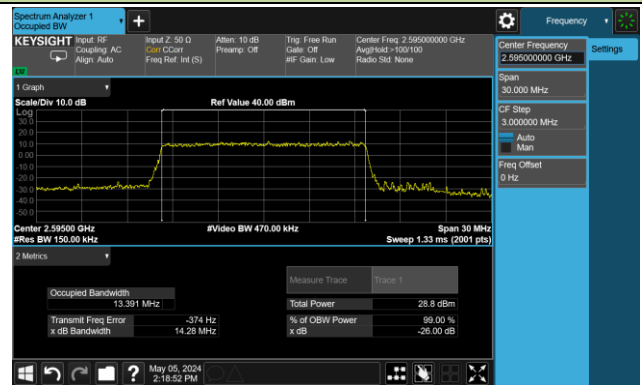 Spectrum Analyzer 1
Occupied BW
+
Frequency
KEYSIGHT
Input: RF
Coupling: AC
Align: Auto
Input Z: 50 Ω
Corr CCorr
Freq Ref: Int (S)
Atten: 10 dB
Preamp: Off
Trig: Free Run
Gate: Off
#IF Gain: Low
Center Freq: 2.595000000 GHz
Avg|Hold:>100/100
Radio Std: None
Center Frequency
2.595000000 GHz
Settings
Span
30.000 MHz
CF Step
3.000000 MHz
Auto
Man
Freq Offset
0 Hz
LV
1 Graph
Scale/Div 10.0 dB
Ref Value 40.00 dBm
Log
30.0
20.0
10.0
0.00
-10.0
-20.0
-30.0
-40.0
-50.0
Center 2.59500 GHz
#Video BW 470.00 kHz
Span 30 MHz
#Res BW 150.00 kHz
Sweep 1.33 ms (2001 pts)
2 Metrics
Measure Trace
Trace 1
Occupied Bandwidth
13.391 MHz
Total Power
28.8 dBm
Transmit Freq Error
-374 Hz
% of OBW Power
99.00 %
x dB Bandwidth
14.28 MHz
x dB
-26.00 dB
?
May 05, 2024
2:18:52 PM